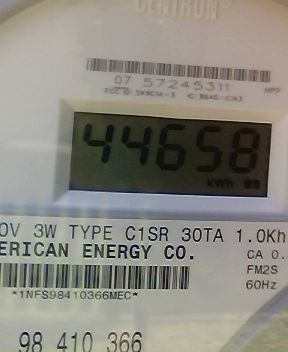 CENTRON
07 57245311
44658
kWh
0V 3W TYPE C1SR 30TA 1.0Kh
ERICAN ENERGY CO.
CA 0.
FM2S
*1NFS98410366MEC*
60Hz
98 410 366